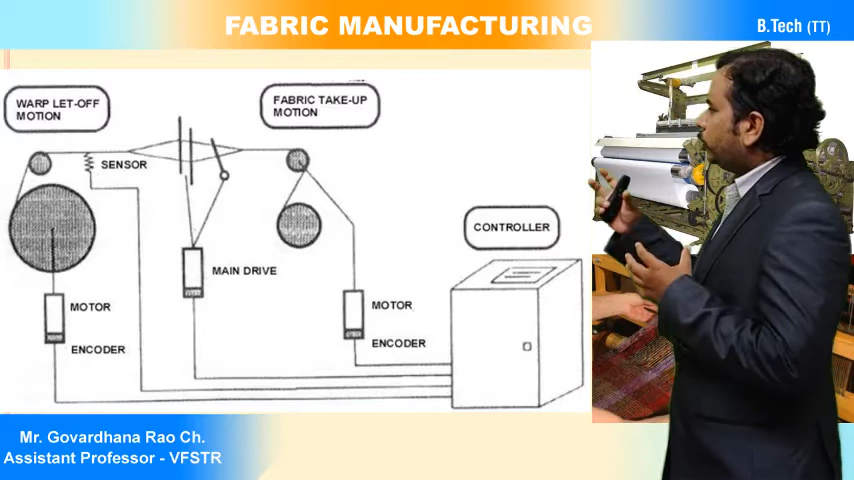 FABRIC MANUFACTURING
B.Tech (TT)
WARP LET-OFF
MOTION
FABRIC TAKE-UP
MOTION
SENSOR
CONTROLLER
MAIN DRIVE
MOTOR
MOTOR
ENCODER
ENCODER
Mr. Govardhana Rao Ch.
Assistant Professor - VFSTR